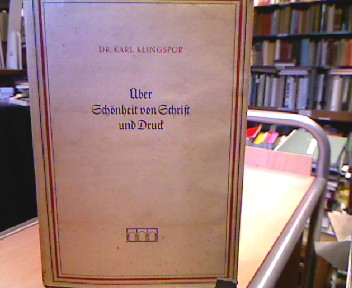 DR. KARL KLINGSPOR
Über
Schönheit von Schrift
und Druck